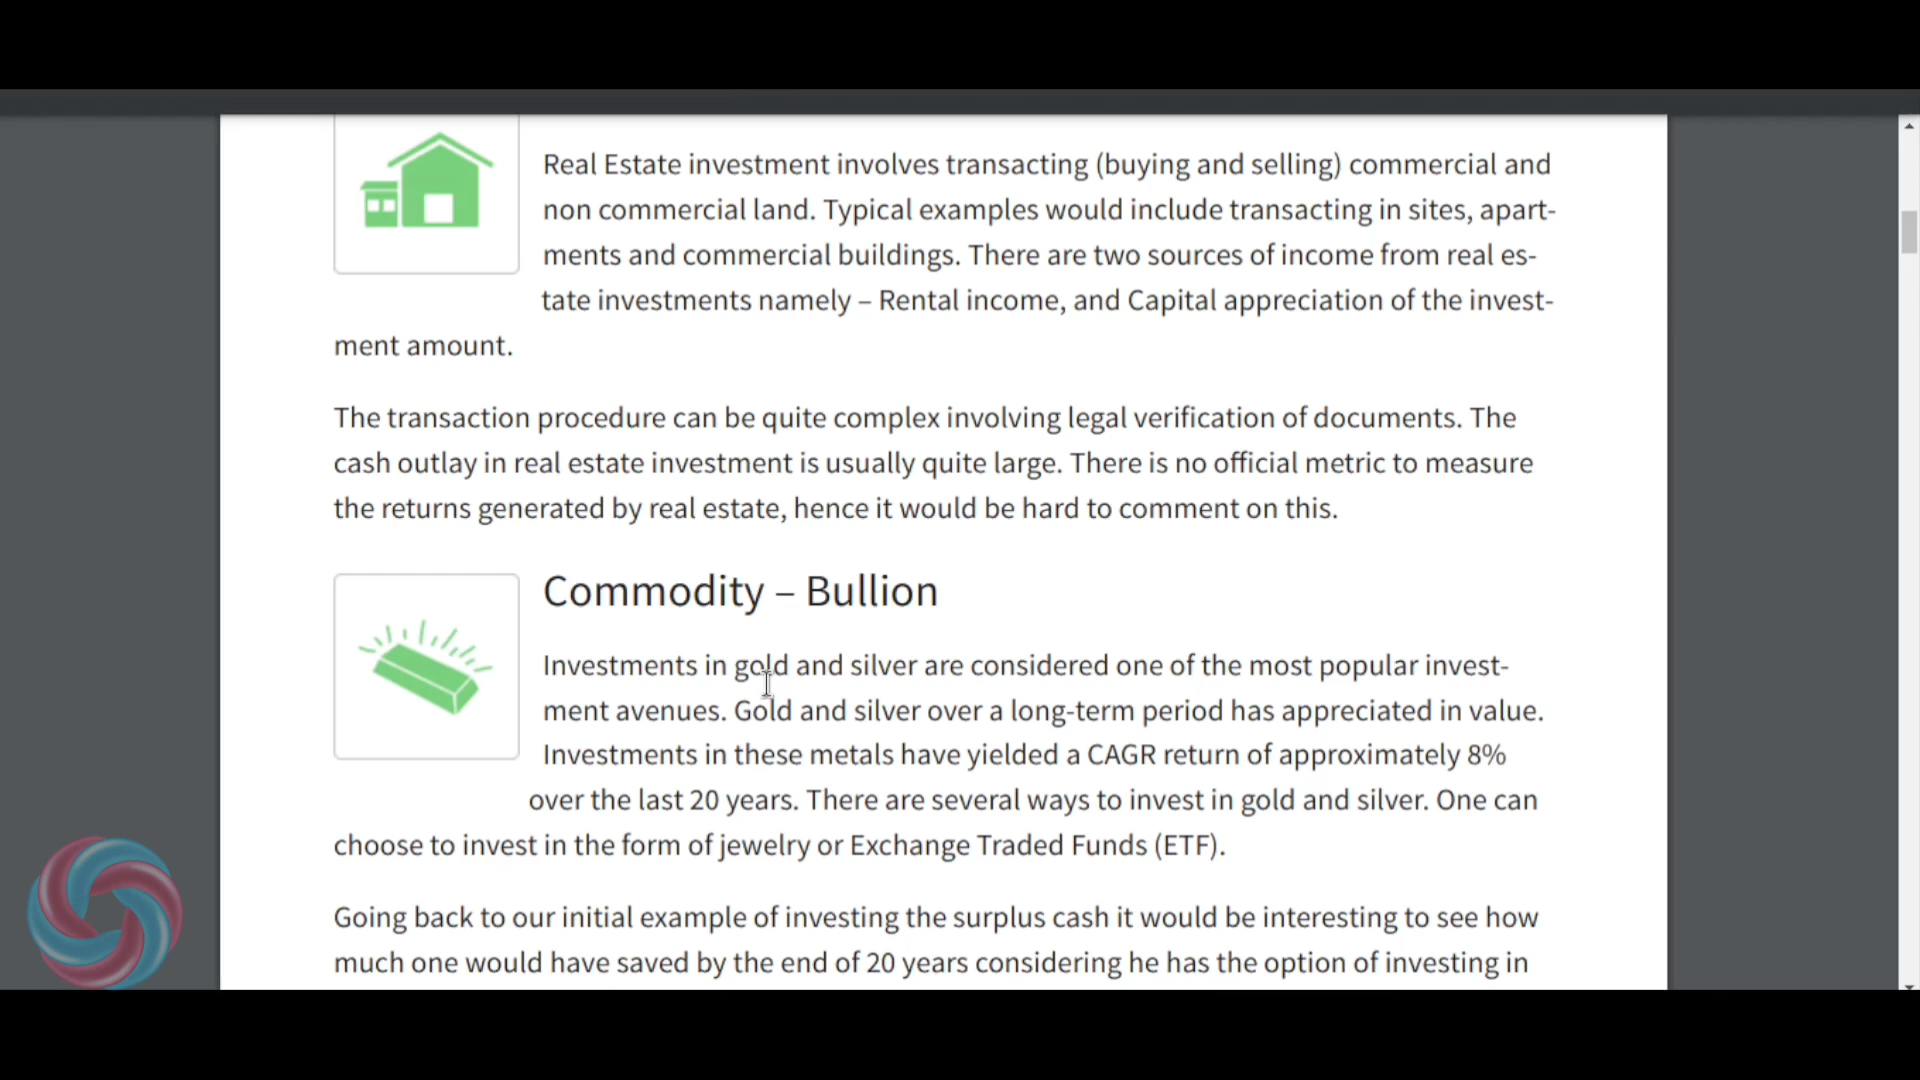 Real Estate investment involves transacting (buying and selling) commercial and
non commercial land. Typical examples would include transacting in sites, apart-
ments and commercial buildings. There are two sources of income from real es-
tate investments namely – Rental income, and Capital appreciation of the invest-
ment amount.
The transaction procedure can be quite complex involving legal verification of documents. The
cash outlay in real estate investment is usually quite large. There is no official metric to measure
the returns generated by real estate, hence it would be hard to comment on this.
Commodity – Bullion
Investments in gold and silver are considered one of the most popular invest-
ment avenues. Gold and silver over a long-term period has appreciated in value.
Investments in these metals have yielded a CAGR return of approximately 8%
over the last 20 years. There are several ways to invest in gold and silver. One can
choose to invest in the form of jewelry or Exchange Traded Funds (ETF).
Going back to our initial example of investing the surplus cash it would be interesting to see how
much one would have saved by the end of 20 years considering he has the option of investing in